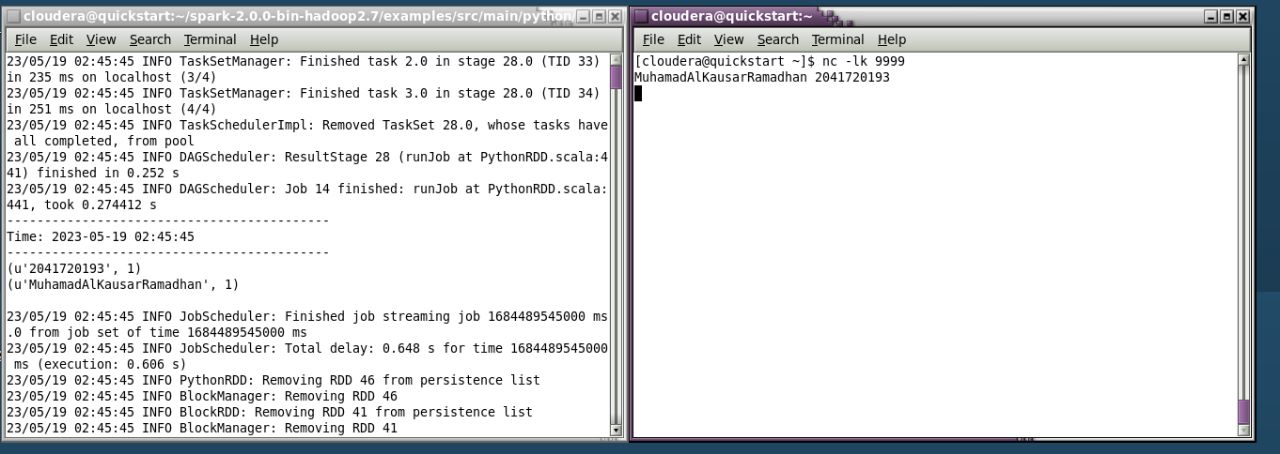 cloudera@quickstart:~/spark-2.0.0-bin-hadoop2.7/examples/src/main/python/
File Edit View Search Terminal Help
23/05/19 02:45:45 INFO TaskSetManager: Finished task 2.0 in stage 28.0 (TID 33)
in 235 ms on localhost (3/4)
23/05/19 02:45:45 INFO TaskSetManager: Finished task 3.0 in stage 28.0 (TID 34)
in 251 ms on localhost (4/4)
23/05/19 02:45:45 INFO TaskSchedulerImpl: Removed TaskSet 28.0, whose tasks have
all completed, from pool
23/05/19 02:45:45 INFO DAGScheduler: ResultStage 28 (runJob at PythonRDD.scala:4
41) finished in 0.252 s
23/05/19 02:45:45 INFO DAGScheduler: Job 14 finished: runJob at PythonRDD.scala:
441, took 0.274412 s
-------------------------------------------
Time: 2023-05-19 02:45:45
-------------------------------------------
(u'2041720193', 1)
(u'MuhamadAlKausarRamadhan', 1)
23/05/19 02:45:45 INFO JobScheduler: Finished job streaming job 1684489545000 ms
.0 from job set of time 1684489545000 ms
23/05/19 02:45:45 INFO JobScheduler: Total delay: 0.648 s for time 1684489545000
ms (execution: 0.606 s)
23/05/19 02:45:45 INFO PythonRDD: Removing RDD 46 from persistence list
23/05/19 02:45:45 INFO BlockManager: Removing RDD 46
23/05/19 02:45:45 INFO BlockRDD: Removing RDD 41 from persistence list
23/05/19 02:45:45 INFO BlockManager: Removing RDD 41
cloudera@quickstart:~
File Edit View Search Terminal Help
[cloudera@quickstart ~]$ nc -lk 9999
MuhamadAlKausarRamadhan 2041720193